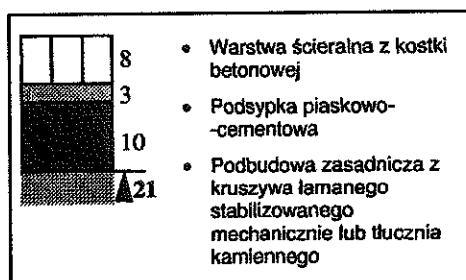 8
3
10
21
• Warstwa ścieralna z kostki
betonowej
• Podsypka piaskowo-
-cementowa
• Podbudowa zasadnicza z
kruszywa łamanego
stabilizowanego
mechanicznie lub tłucznia
kamiennego